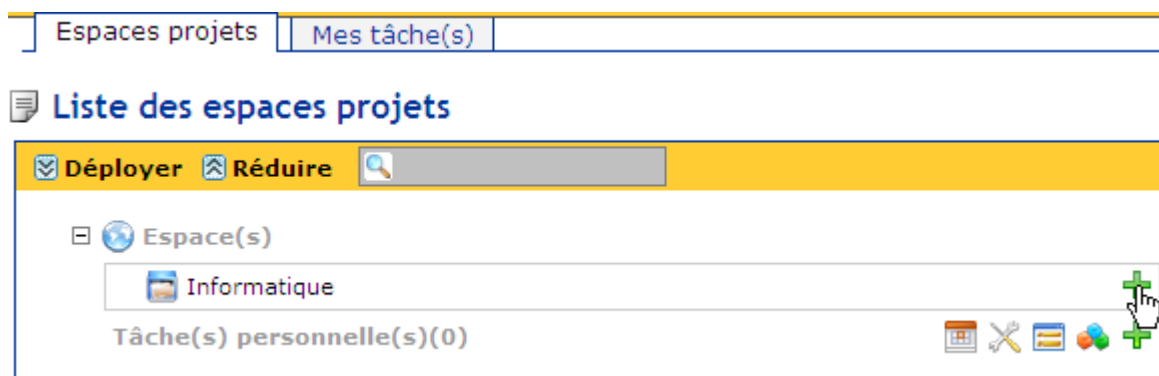 Espaces projets Mes tâche(s)
Liste des espaces projets
Déployer Réduire
Espace(s)
Informatique
Tâche(s) personnelle(s)(0)